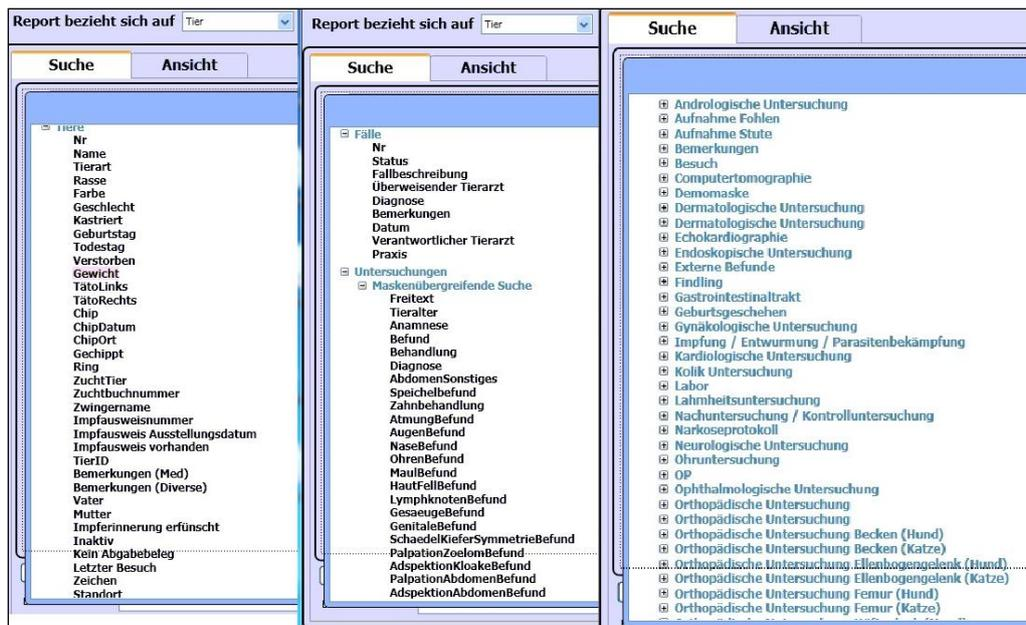 Report bezieht sich auf Tier
Suche Ansicht
Tiere
Nr
Name
Tierart
Rasse
Farbe
Geschlecht
Kastriert
Geburtstag
Todestag
Verstorben
Gewicht
TätoLinks
TätoRechts
Chip
ChipDatum
ChipOrt
Gechippt
Ring
ZuchtTier
Zuchtbuchnummer
Zwingername
Impfausweisnummer
Impfausweis Ausstellungsdatum
Impfausweis vorhanden
TierID
Bemerkungen (Med)
Bemerkungen (Diverse)
Vater
Mutter
Impferinnerung erfünscht
Inaktiv
Kein Abgabebeleg
Letzter Besuch
Zeichen
Standort
Report bezieht sich auf Tier
Suche Ansicht
Fälle
Nr
Status
Fallbeschreibung
Überweisender Tierarzt
Diagnose
Bemerkungen
Datum
Verantwortlicher Tierarzt
Praxis
Untersuchungen
Maskenübergreifende Suche
Freitext
Tieralter
Anamnese
Befund
Behandlung
Diagnose
AbdomenSonstiges
Speichelbefund
Zahnbehandlung
AtmungBefund
AugenBefund
NaseBefund
OhrenBefund
MaulBefund
HautFellBefund
LymphknotenBefund
GesaeugeBefund
GenitaleBefund
SchaedelKieferSymmetrieBefund
PalpationZoelomBefund
AdspektionKloakeBefund
PalpationAbdomenBefund
AdspektionAbdomenBefund
Suche Ansicht
Andrologische Untersuchung
Aufnahme Fohlen
Aufnahme Stute
Bemerkungen
Besuch
Computertomographie
Demomaske
Dermatologische Untersuchung
Dermatologische Untersuchung
Echokardiographie
Endoskopische Untersuchung
Externe Befunde
Findling
Gastrointestinaltrakt
Geburtsgeschehen
Gynäkologische Untersuchung
Impfung / Entwurmung / Parasitenbekämpfung
Kardiologische Untersuchung
Kolik Untersuchung
Labor
Lahmheitsuntersuchung
Nachuntersuchung / Kontrolluntersuchung
Narkoseprotokoll
Neurologische Untersuchung
Ohruntersuchung
OP
Ophthalmologische Untersuchung
Orthopädische Untersuchung
Orthopädische Untersuchung
Orthopädische Untersuchung Becken (Hund)
Orthopädische Untersuchung Becken (Katze)
Orthopädische Untersuchung Ellenbogengelenk (Hund)
Orthopädische Untersuchung Ellenbogengelenk (Katze)
Orthopädische Untersuchung Femur (Hund)
Orthopädische Untersuchung Femur (Katze)